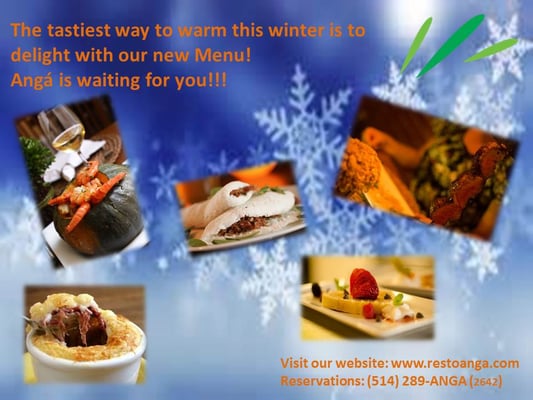 The tastiest way to warm this winter is to
delight with our new Menu!
Angá is waiting for you!!!
Visit our website: www.restoanga.com
Reservations: (514) 289-ANGA (2642)